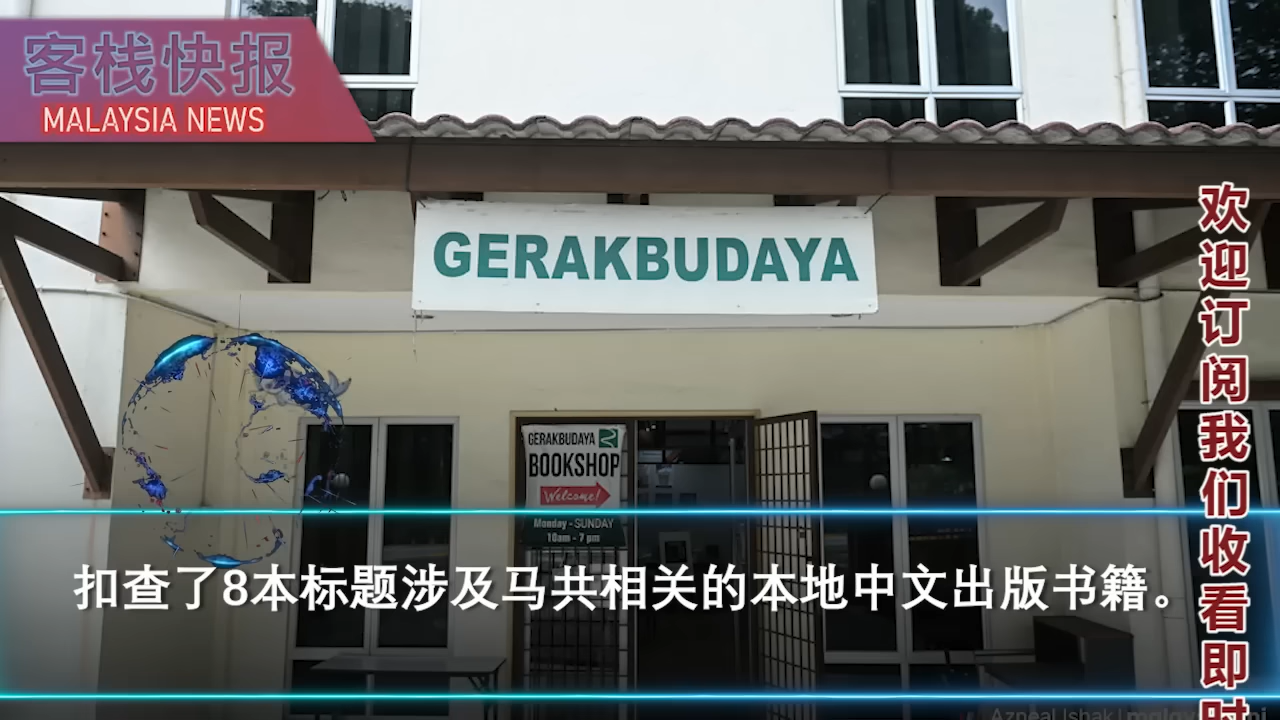 客栈快报
MALAYSIA NEWS
GERAKBUDAYA
GERAKBUDAYA
BOOKSHOP
Welcome!
Monday - SUNDAY
10am - 7 pm
扣查了8本标题涉及马共相关的本地中文出版书籍。
欢迎订阅我们收看即时